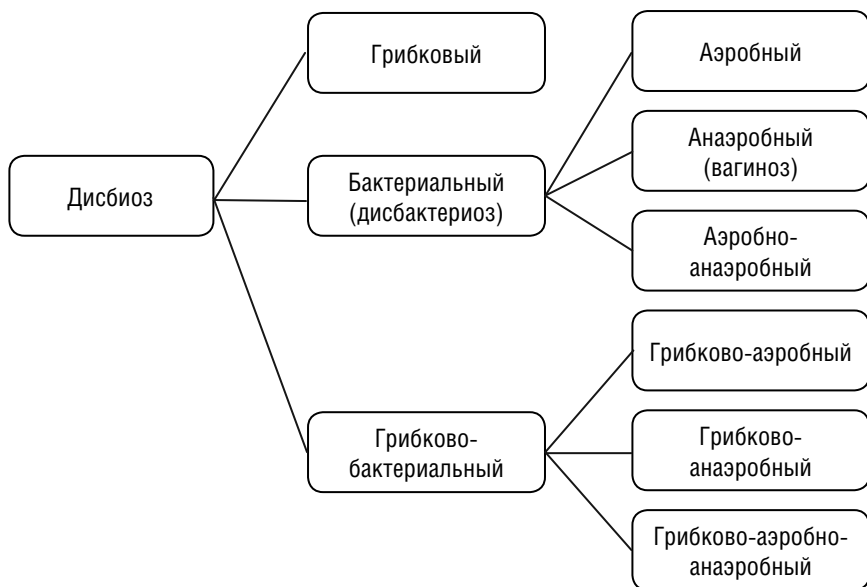 Дисбиоз
Грибковый
Бактериальный
(дисбактериоз)
Грибково-
бактериальный
Аэробный
Анаэробный
(вагиноз)
Аэробно-
анаэробный
Грибково-аэробный
Грибково-
анаэробный
Грибково-аэробно-
анаэробный